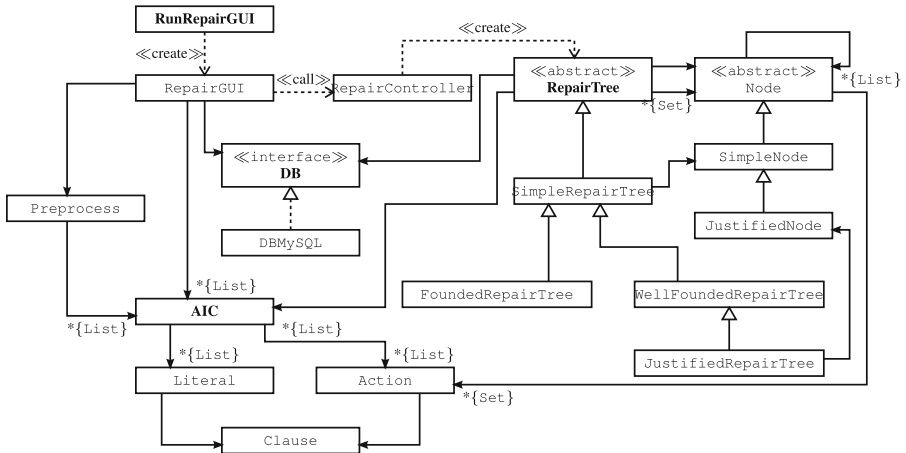 RunRepairGUI
≪create≫
≪create≫
RepairGUI
≪call≫
RepairController
≪abstract≫
RepairTree
*{Set}
≪abstract≫
Node
*{List}
≪interface≫
DB
SimpleNode
Preprocess
SimpleRepairTree
JustifiedNode
DBMySQL
*{List}
FoundedRepairTree
WellFoundedRepairTree
AIC
*{List}
*{List}
*{List}
*{List}
JustifiedRepairTree
Literal
Action
*{Set}
Clause